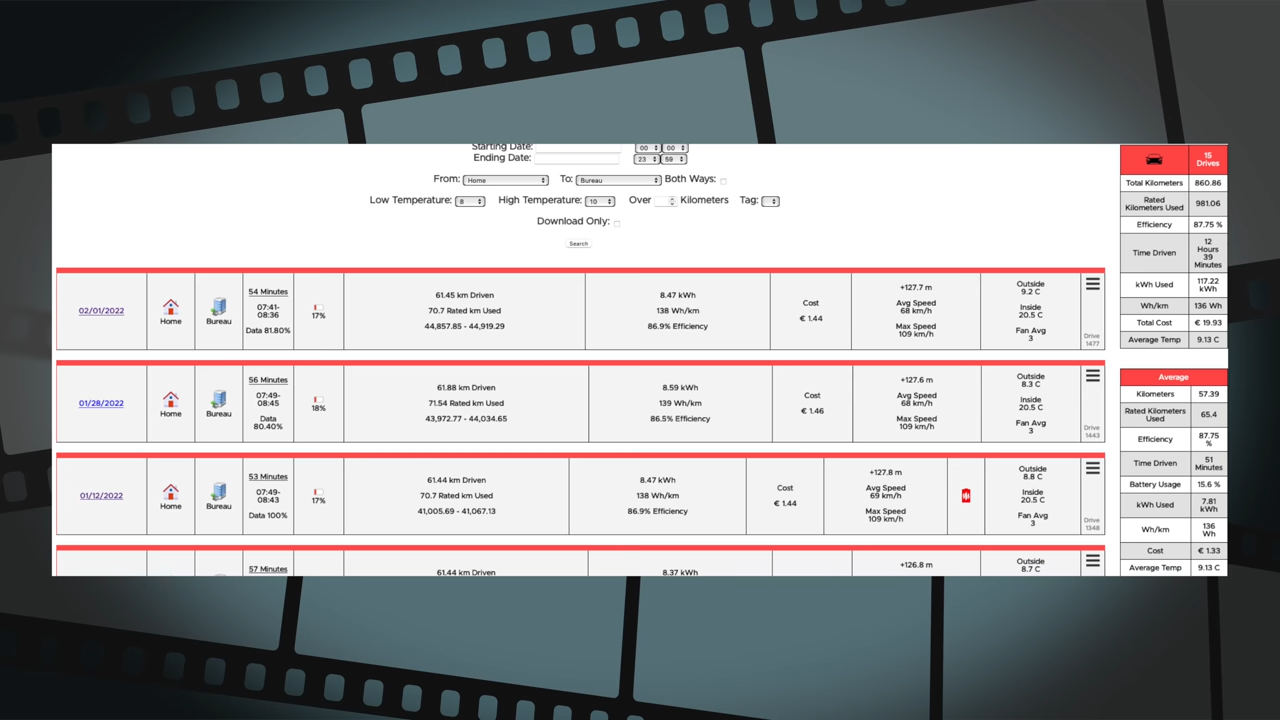 Starting Date: 00 00
Ending Date: 23 59
From: Home To: Bureau Both Ways:
Low Temperature: 8 High Temperature: 10 Over Kilometers Tag:
Download Only:
Search
02/01/2022
Home
Bureau
54 Minutes
07:41-
08:36
Data 81.80%
17%
61.45 km Driven
70.7 Rated km Used
44,857.85 - 44,919.29
8.47 kWh
138 Wh/km
86.9% Efficiency
Cost
€ 1.44
+127.7 m
Avg Speed
68 km/h
Max Speed
109 km/h
Outside
9.2 C
Inside
20.5 C
Fan Avg
3
Drive
1477
01/28/2022
Home
Bureau
56 Minutes
07:49-
08:45
Data
80.40%
18%
61.88 km Driven
71.54 Rated km Used
43,972.77 - 44,034.65
8.59 kWh
139 Wh/km
86.5% Efficiency
Cost
€ 1.46
+127.6 m
Avg Speed
68 km/h
Max Speed
109 km/h
Outside
8.3 C
Inside
20.5 C
Fan Avg
3
Drive
1443
01/12/2022
Home
Bureau
53 Minutes
07:49-
08:43
Data 100%
17%
61.44 km Driven
70.7 Rated km Used
41,005.69 - 41,067.13
8.47 kWh
138 Wh/km
86.9% Efficiency
Cost
€ 1.44
+127.8 m
Avg Speed
69 km/h
Max Speed
109 km/h
Outside
8.8 C
Inside
20.5 C
Fan Avg
3
Drive
1348
57 Minutes
61.44 km Driven
8.37 kWh
+126.8 m
Outside
8.7 C
15
Drives
Total Kilometers 860.86
Rated
Kilometers Used 981.06
Efficiency 87.75 %
Time Driven 12
Hours
39
Minutes
kWh Used 117.22
kWh
Wh/km 136 Wh
Total Cost € 19.93
Average Temp 9.13 C
Average
Kilometers 57.39
Rated Kilometers
Used 65.4
Efficiency 87.75
%
Time Driven 51
Minutes
Battery Usage 15.6 %
kWh Used 7.81
kWh
Wh/km 136
Wh
Cost € 1.33
Average Temp 9.13 C